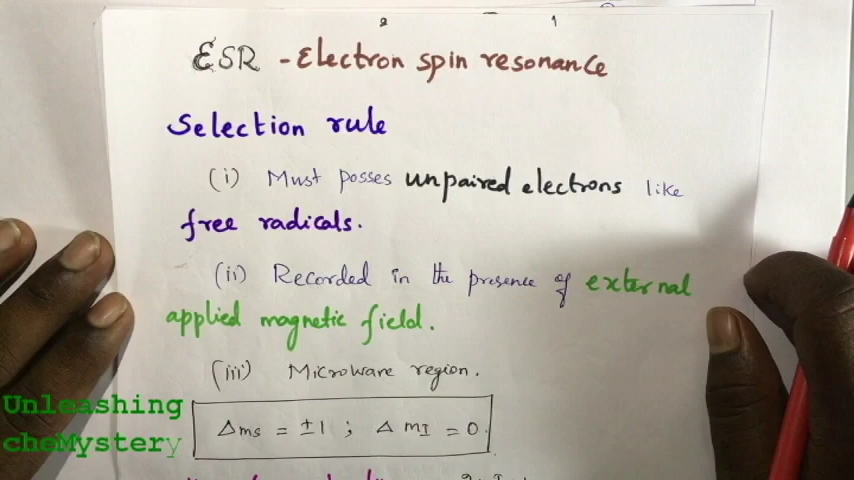 ESR - Electron spin resonance
Selection rule
(i) Must posses unpaired electrons like
free radicals.
(ii) Recorded in the presence of external
applied magnetic field.
(iii) Microware region.
Δms = ±1 ; Δ mI = 0.
Unleashing
cheMystery